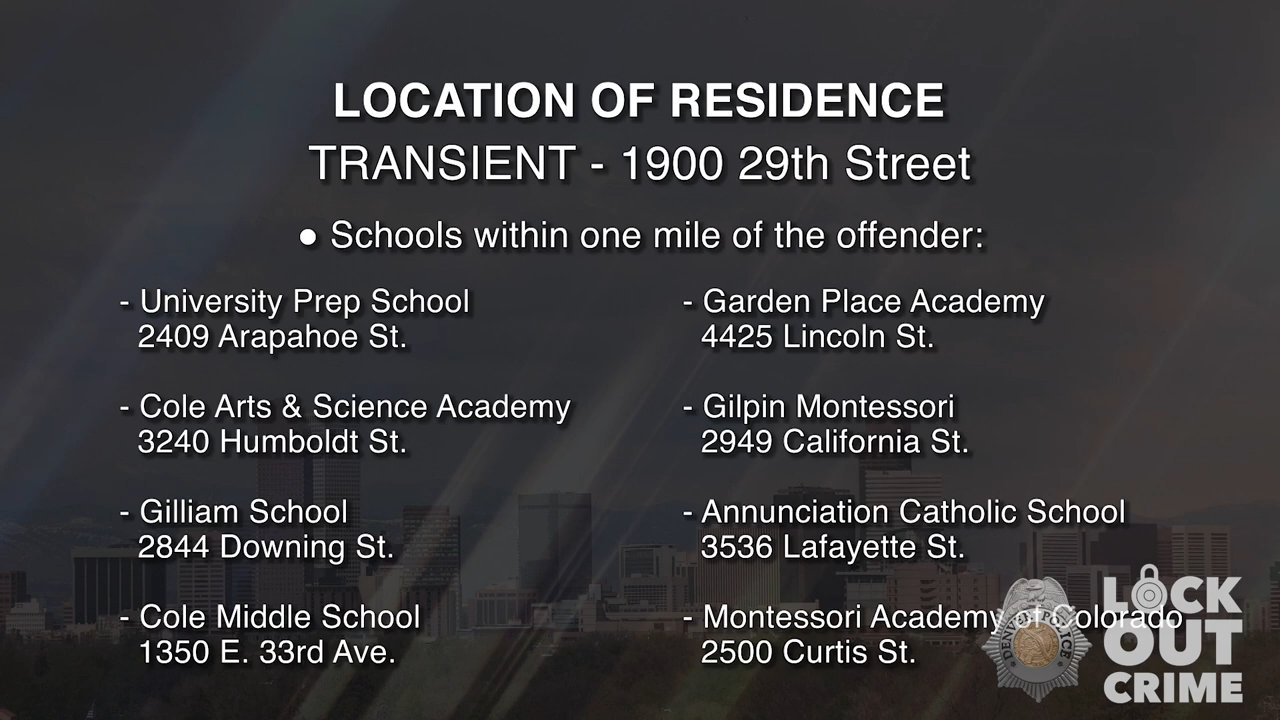 LOCATION OF RESIDENCE
TRANSIENT - 1900 29th Street
● Schools within one mile of the offender:
- University Prep School
2409 Arapahoe St.
- Cole Arts & Science Academy
3240 Humboldt St.
- Gilliam School
2844 Downing St.
- Cole Middle School
1350 E. 33rd Ave.
- Garden Place Academy
4425 Lincoln St.
- Gilpin Montessori
2949 California St.
- Annunciation Catholic School
3536 Lafayette St.
- Montessori Academy of Colorado
2500 Curtis St.
LOCK
OUT
CRIME